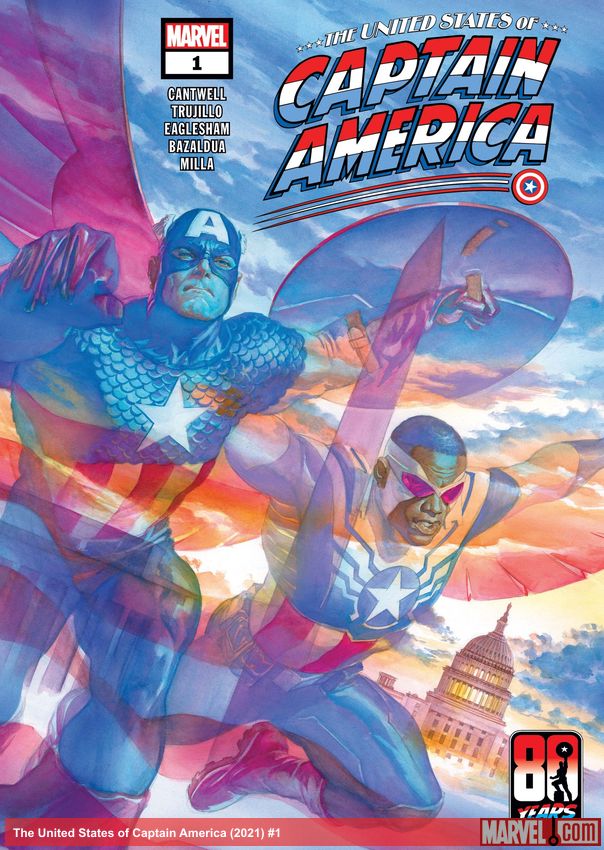 MARVEL
1
CANTWELL
TRUJILLO
EAGLESHAM
BAZALDUA
MILLA
THE UNITED STATES OF
CAPTAIN
AMERICA
A
80
YEARS
The United States of Captain America (2021) #1
MARVEL.com